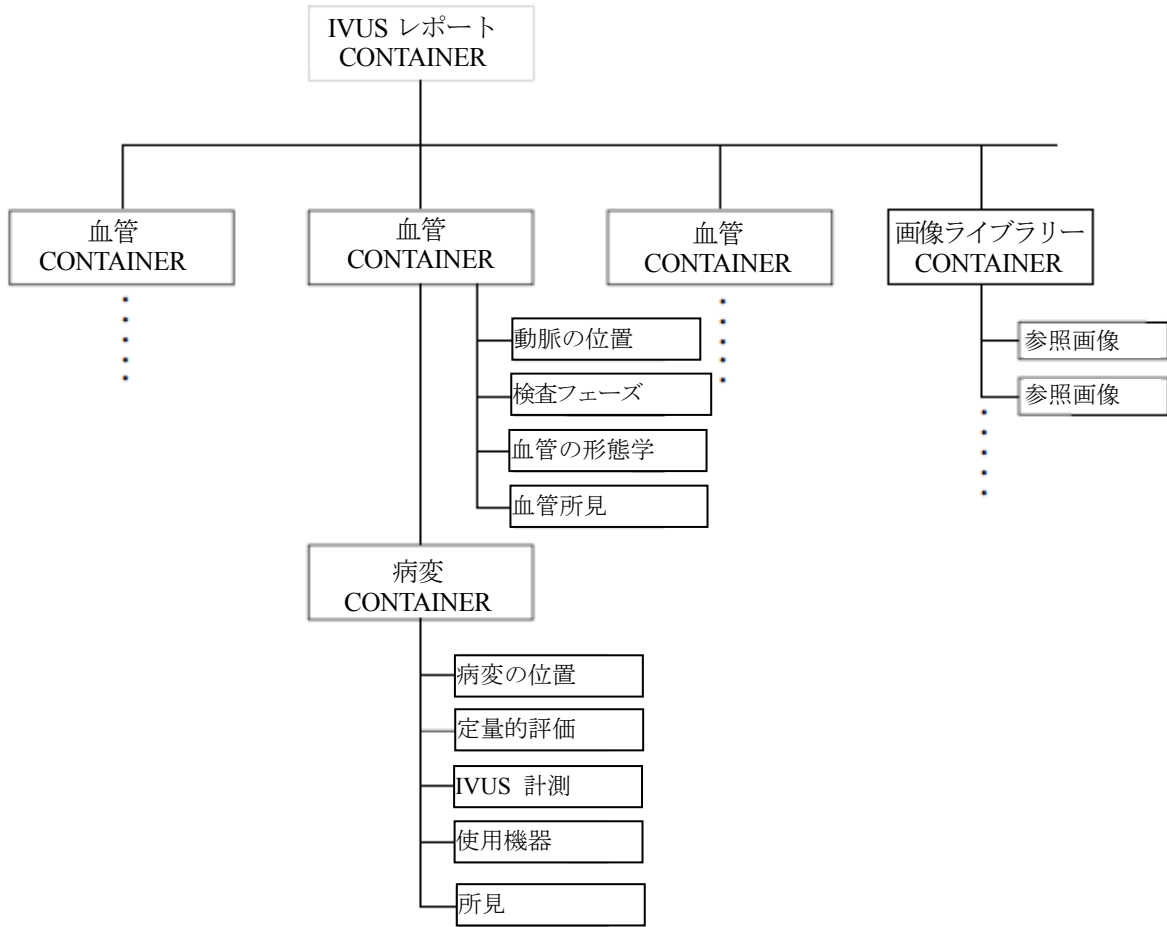 IVUS レポート
CONTAINER
血管
CONTAINER
血管
CONTAINER
血管
CONTAINER
画像ライブラリー
CONTAINER
動脈の位置
検査フェーズ
血管の形態学
血管所見
参照画像
参照画像
病変
CONTAINER
病変の位置
定量的評価
IVUS 計測
使用機器
所見